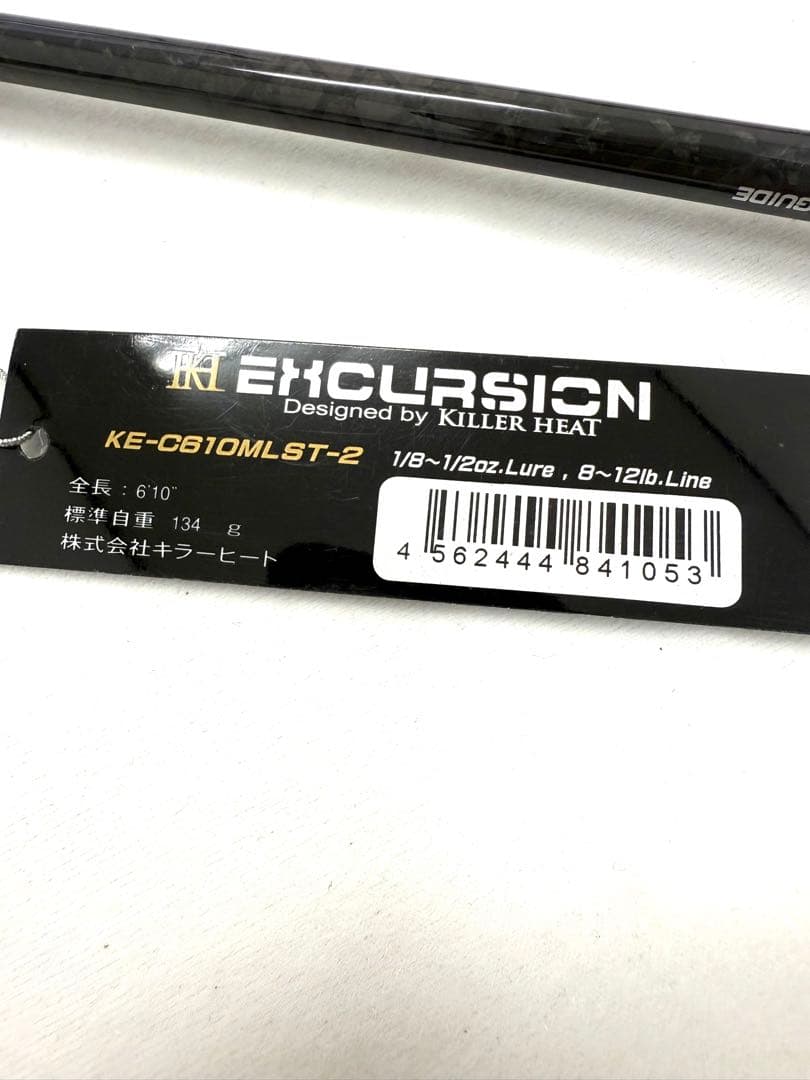 GUIDE
KH EXCURSION
Designed by KILLER HEAT
KE-C610MLST-2
1/8~1/2oz.Lure , 8~12lb.Line
全長 : 6'10"
標準自重 134 g
株式会社キラーヒート
4 562444 841053